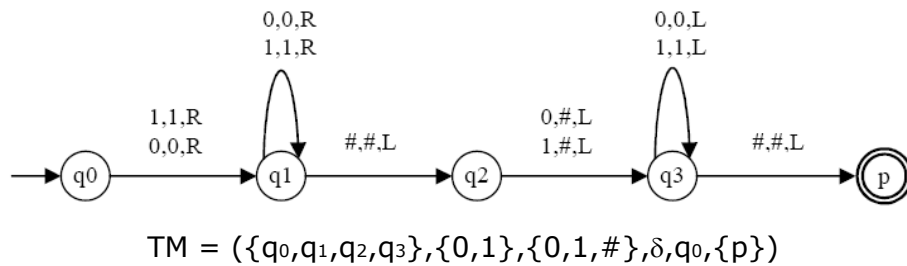 0,0,R
1,1,R
0,0,L
1,1,L
1,1,R
0,0,R
#,#,L
0,#,L
1,#,L
#,#,L
q0
q1
q2
q3
p
TM = ({q₀,q₁,q₂,q₃},{0,1},{0,1,#},δ,q₀,{p})